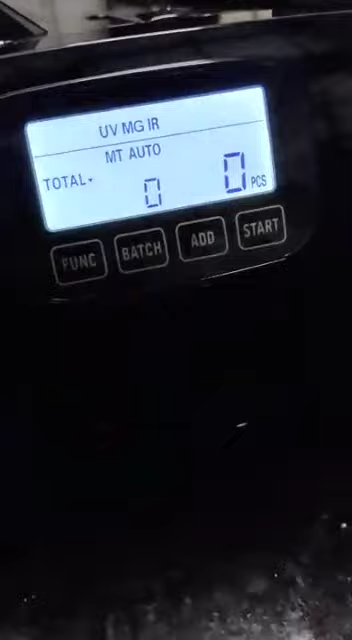 UV MG IR
MT AUTO
TOTAL
0
0 PCS
FUNC
BATCH
ADD
START